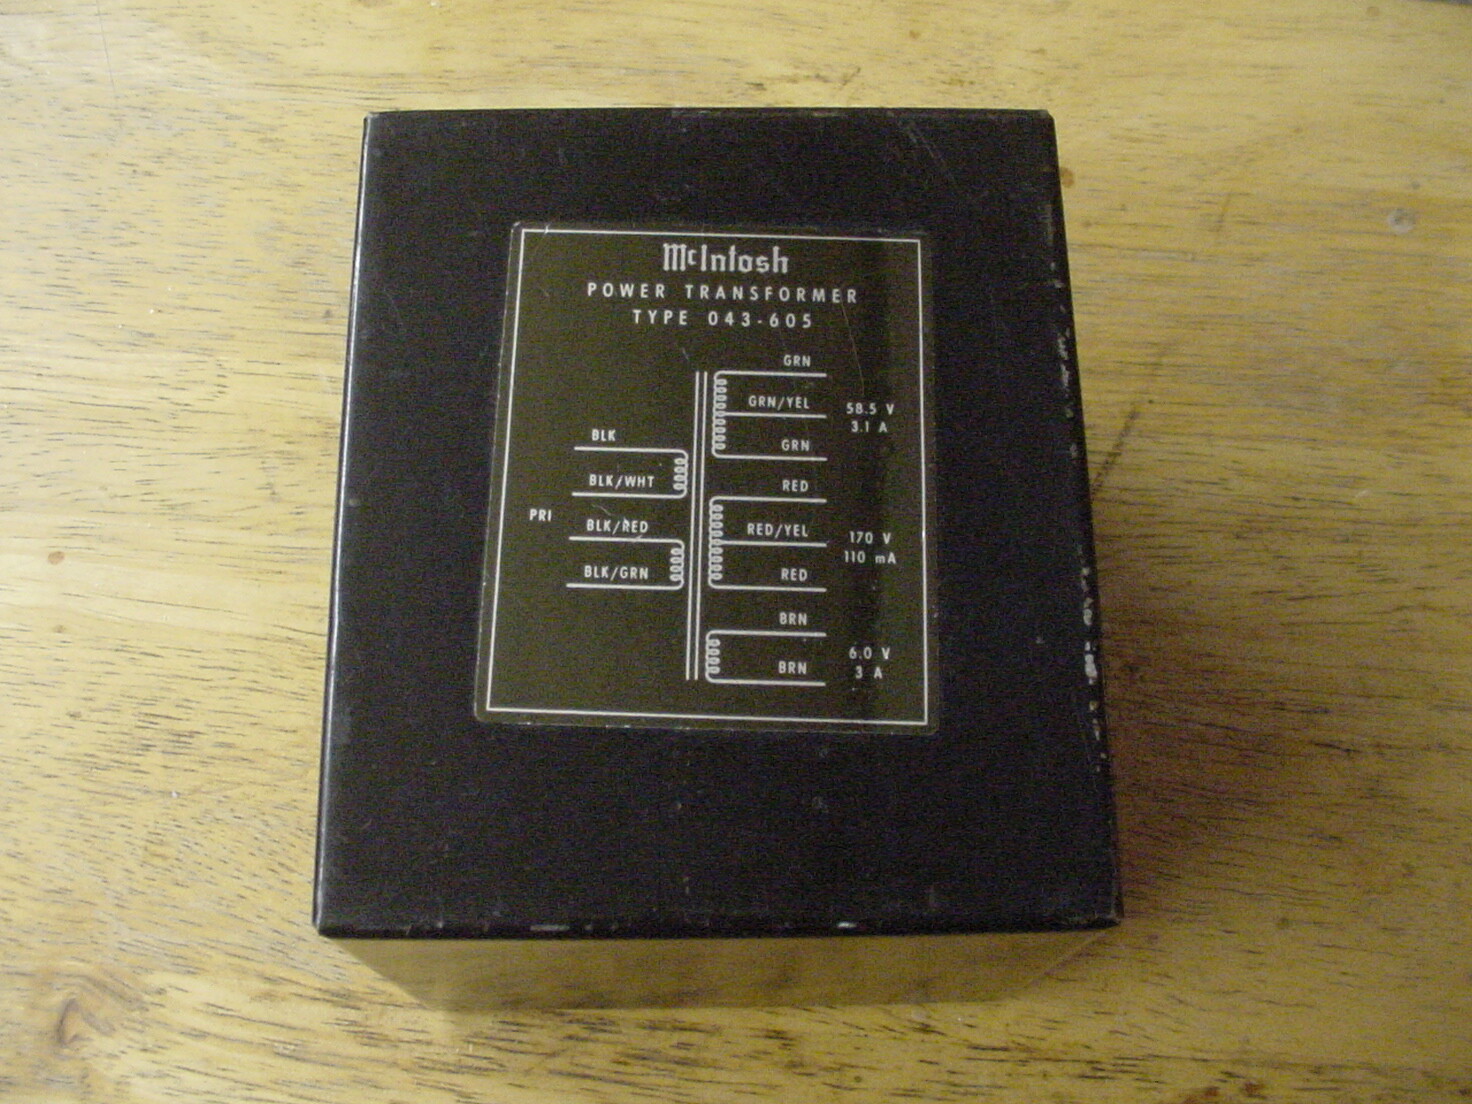 McIntosh
POWER TRANSFORMER
TYPE 043-605
GRN
GRN/YEL
58.5 V
3.1 A
GRN
BLK
BLK/WHT
PRI
BLK/RED
BLK/GRN
RED
RED/YEL
170 V
110 mA
RED
BRN
6.0 V
BRN
3 A